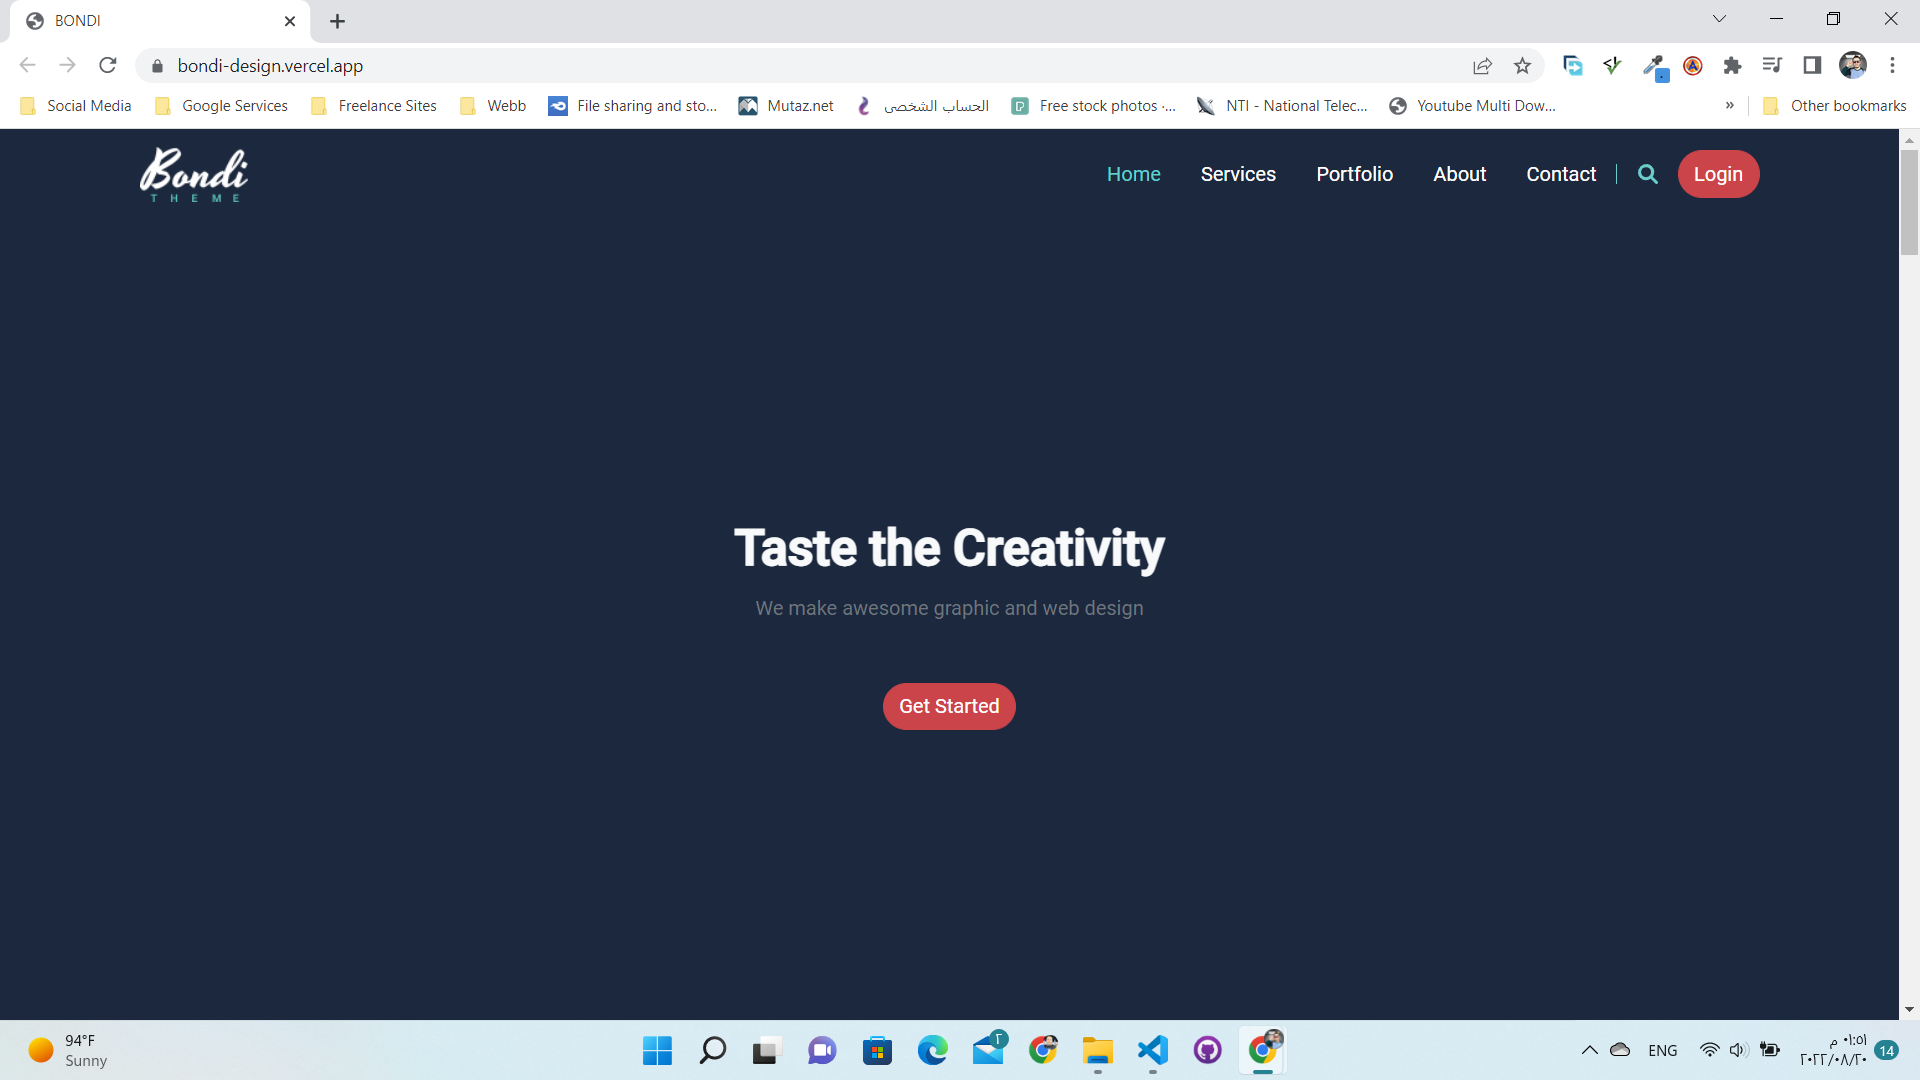 BONDI
bondi-design.vercel.app
Social Media Google Services Freelance Sites Webb File sharing and sto... Mutaz.net الحساب الشخصى Free stock photos ·... NTI - National Telec... Youtube Multi Dow... » Other bookmarks
Bondi
THEME
Home Services Portfolio About Contact Login
Taste the Creativity
We make awesome graphic and web design
Get Started
94°F
Sunny
٢
ENG
٠١:٥١ م
٢٠٢٢/٠٨/٢٠
14